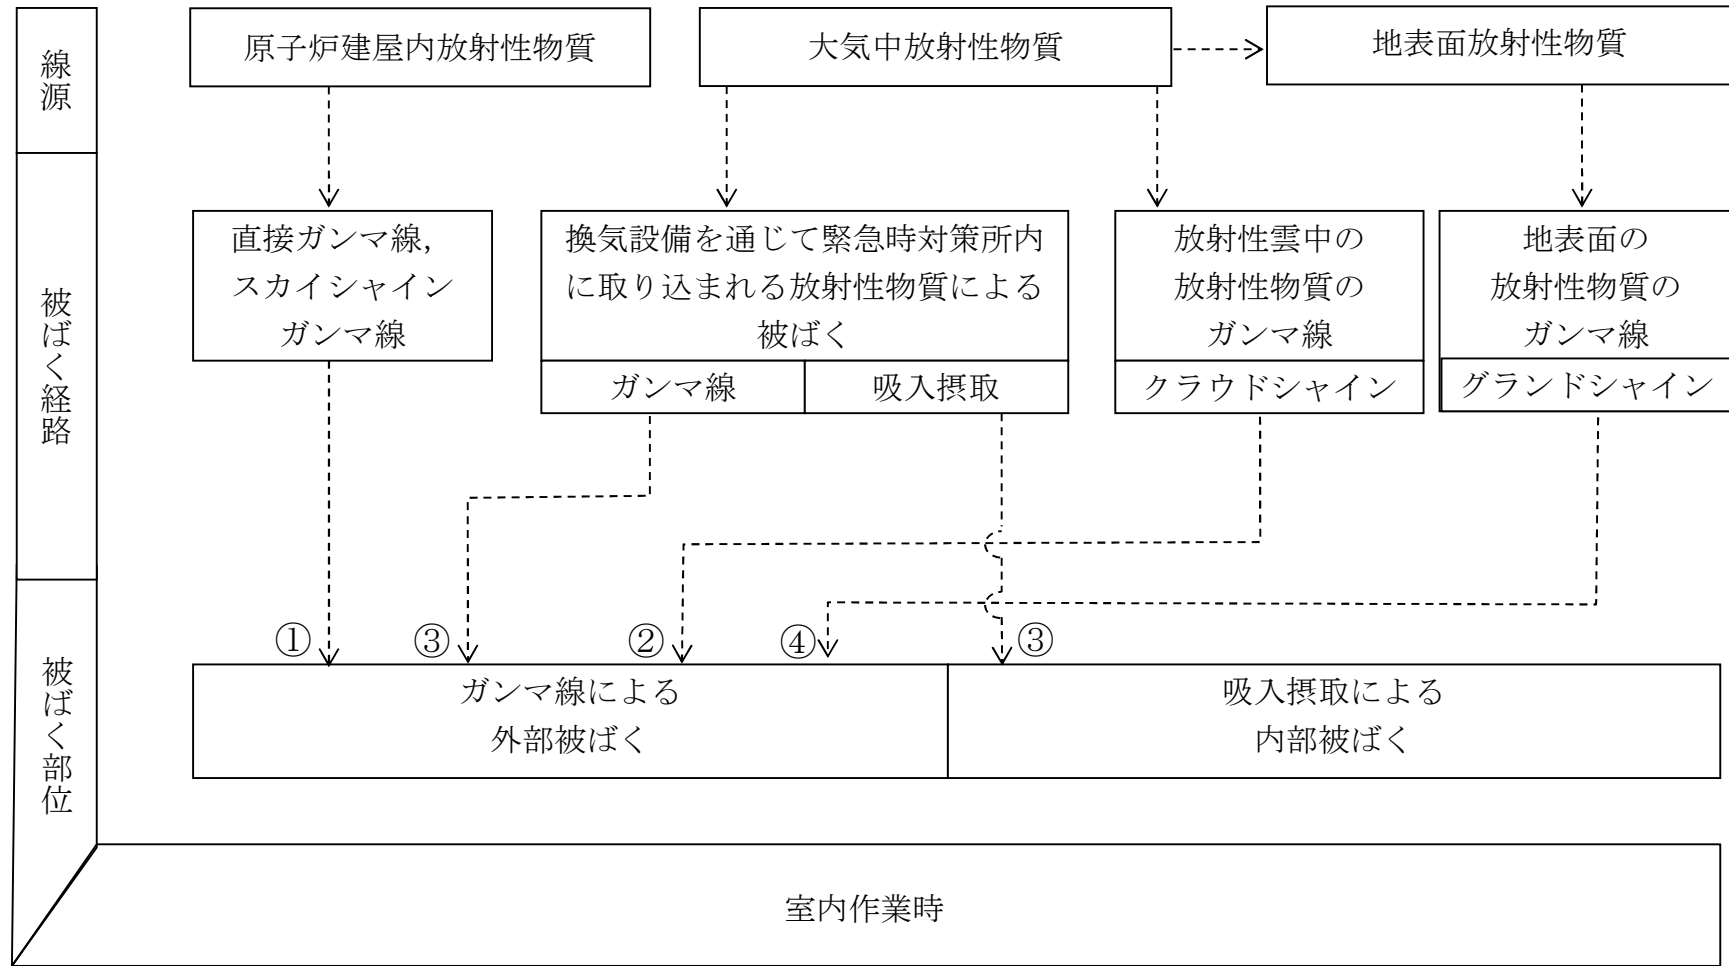 線源
原子炉建屋内放射性物質
大気中放射性物質
地表面放射性物質
被ばく経路
直接ガンマ線,
スカイシャイン
ガンマ線
換気設備を通じて緊急時対策所内
に取り込まれる放射性物質による
被ばく
ガンマ線
吸入摂取
放射性雲中の
放射性物質の
ガンマ線
クラウドシャイン
地表面の
放射性物質の
ガンマ線
グランドシャイン
被ばく部位
①
③
②
④
③
ガンマ線による
外部被ばく
吸入摂取による
内部被ばく
室内作業時